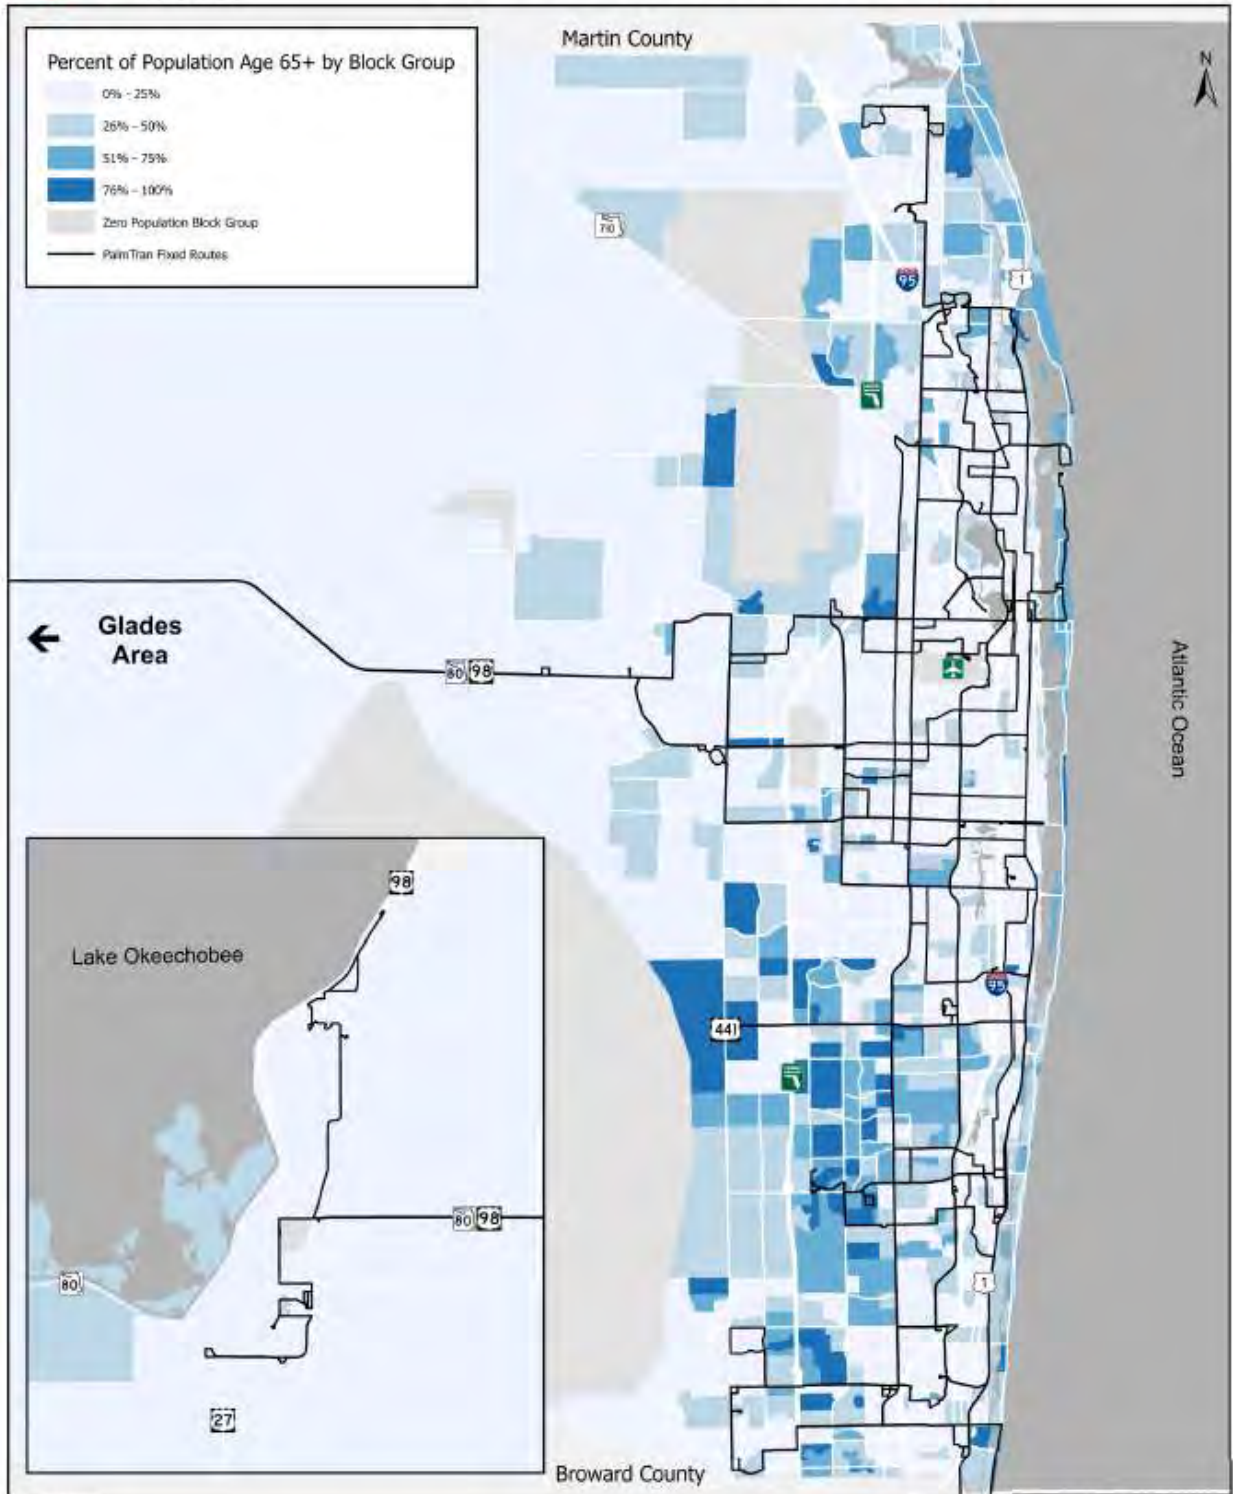 Percent of Population Age 65+ by Block Group
0% - 25%
26% - 50%
51% - 75%
76% - 100%
Zero Population Block Group
PalmTran Fixed Routes
Martin County
N
710
95
1
Glades
Area
80 98
Atlantic Ocean
98
Lake Okeechobee
95
441
80 98
80
1
27
Broward County